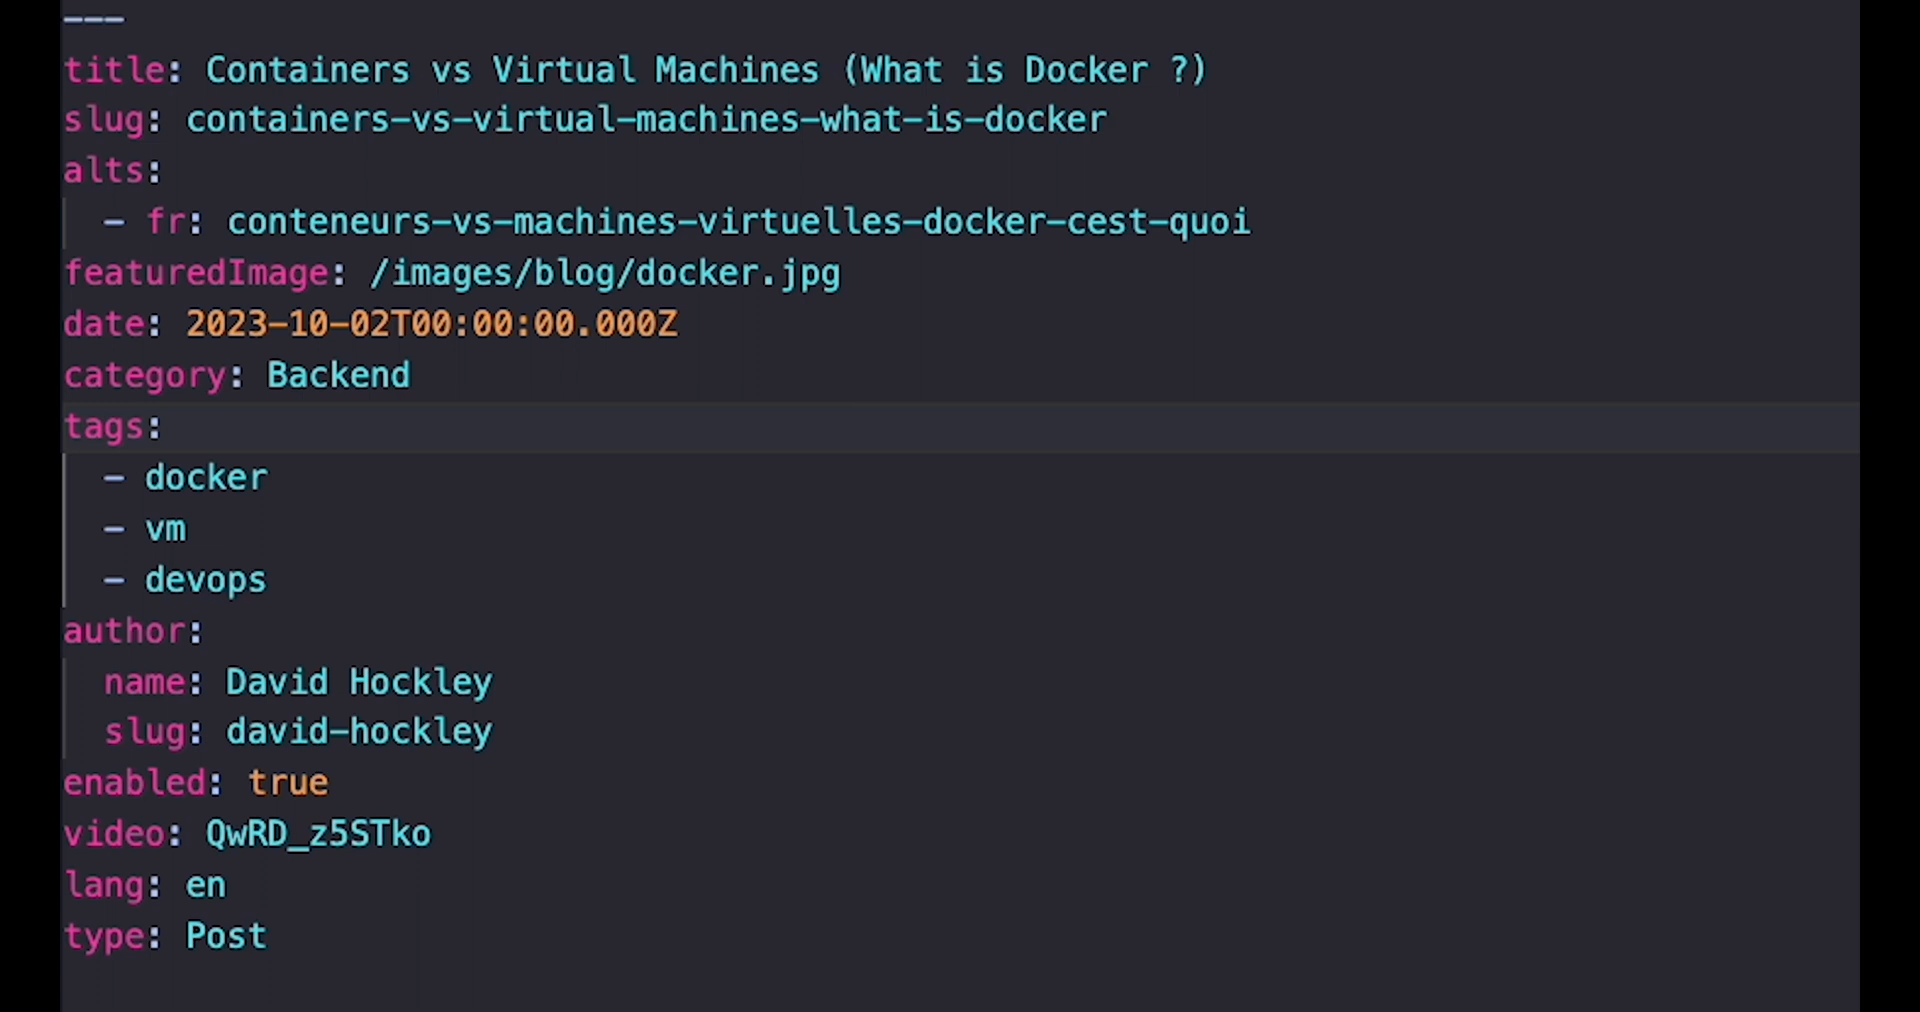 ---
title: Containers vs Virtual Machines (What is Docker ?)
slug: containers-vs-virtual-machines-what-is-docker
alts:
  - fr: conteneurs-vs-machines-virtuelles-docker-cest-quoi
featuredImage: /images/blog/docker.jpg
date: 2023-10-02T00:00:00.000Z
category: Backend
tags:
  - docker
  - vm
  - devops
author:
  name: David Hockley
  slug: david-hockley
enabled: true
video: QwRD_z5STko
lang: en
type: Post